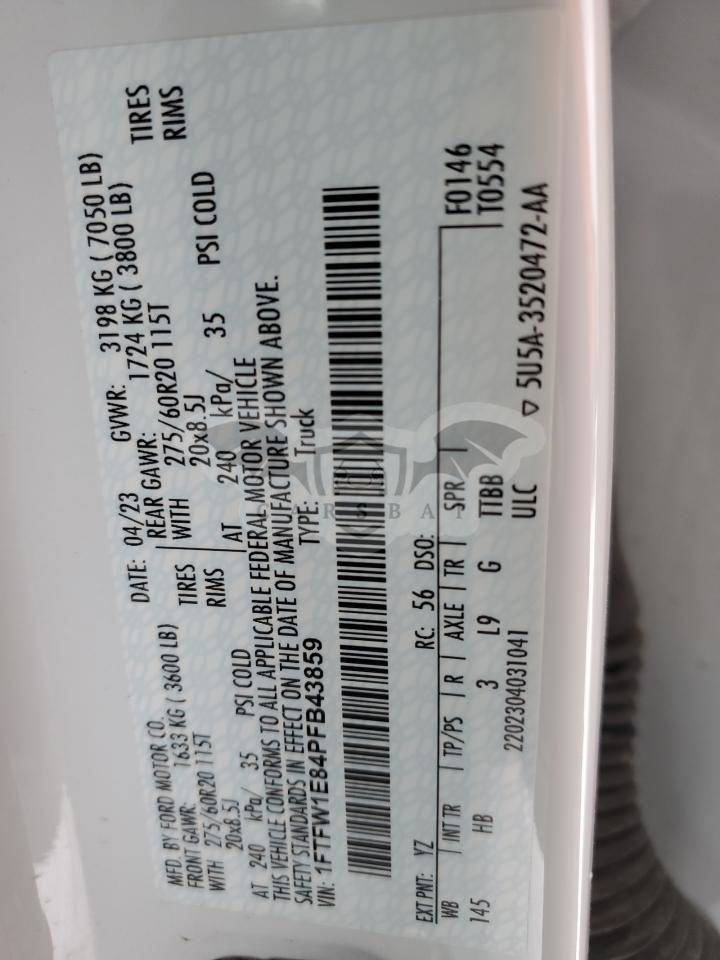 MFD. BY FORD MOTOR CO.
DATE: 04/23 GVWR: 3198 KG ( 7050 LB)
FRONT GAWR: 1633 KG ( 3600 LB) REAR GAWR: 1724 KG ( 3800 LB)
WITH 275/60R20 115T TIRES WITH 275/60R20 115T TIRES
20x8.5J RIMS 20x8.5J RIMS
AT 240 kPa/ 35 PSI COLD AT 240 kPa/ 35 PSI COLD
THIS VEHICLE CONFORMS TO ALL APPLICABLE FEDERAL MOTOR VEHICLE
SAFETY STANDARDS IN EFFECT ON THE DATE OF MANUFACTURE SHOWN ABOVE.
VIN: 1FTFW1E84PFB43859 TYPE: Truck
EXT PNT: YZ RC: 56 DSO:
WB INT TR TP/PS R AXLE TR SPR F0146
145 HB 3 L9 G TTBB T0554
2202304031041 ULC ▽ 5U5A-3520472-AA